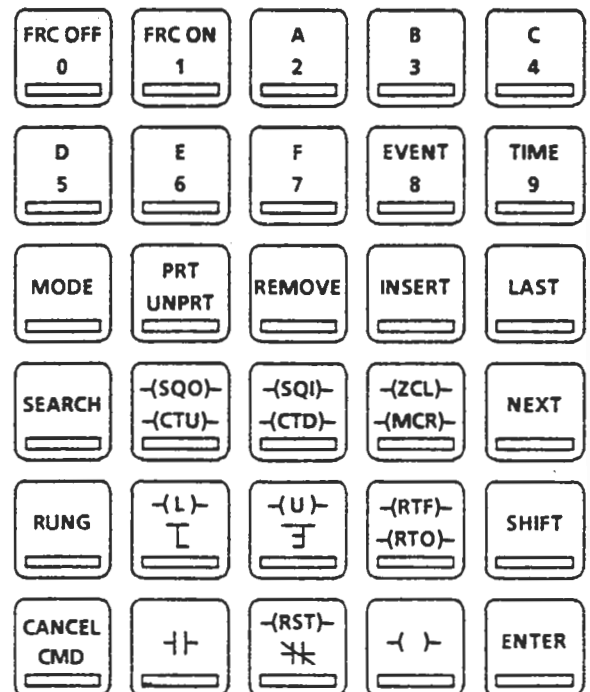 FRC OFF
0
FRC ON
1
A
2
B
3
C
4
D
5
E
6
F
7
EVENT
8
TIME
9
MODE
PRT
UNPRT
REMOVE
INSERT
LAST
SEARCH
-(SQO)-
-(CTU)-
-(SQI)-
-(CTD)-
-(ZCL)-
-(MCR)-
NEXT
RUNG
-(L)-
-(U)-
-(RTF)-
-(RTO)-
SHIFT
CANCEL
CMD
-(RST)-
-( )-
ENTER